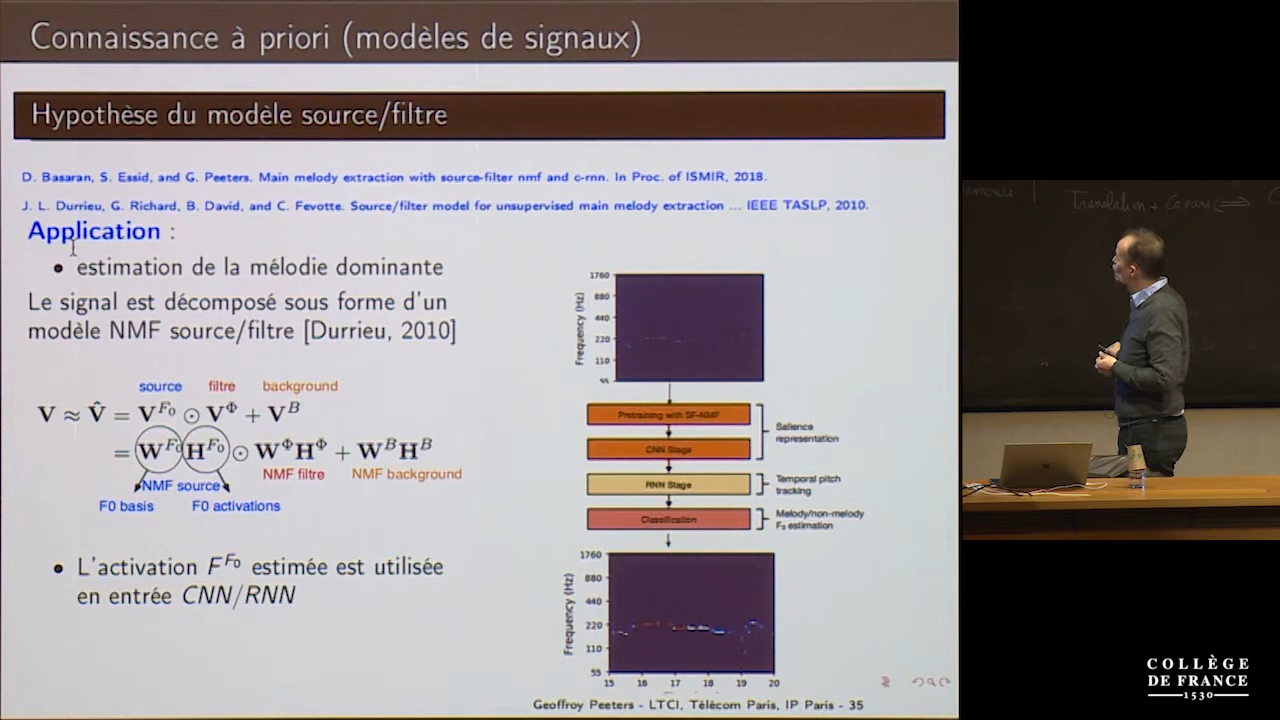 Connaissance à priori (modèles de signaux)
Hypothèse du modèle source/filtre
D. Basaran, S. Essid, and G. Peeters. Main melody extraction with source-filter nmf and c-rnn. In Proc. of ISMIR, 2018.
J. L. Durrieu, G. Richard, B. David, and C. Fevotte. Source/filter model for unsupervised main melody extraction ... IEEE TASLP, 2010.
Application :
• estimation de la mélodie dominante
Le signal est décomposé sous forme d'un
modèle NMF source/filtre [Durrieu, 2010]
source filtre background
V ≈ V̂ = V^{F₀} ⊙ V^Φ + V^B
= W^{F₀} H^{F₀} ⊙ W^Φ H^Φ + W^B H^B
NMF source NMF filtre NMF background
F0 basis F0 activations
• L'activation F^{F₀} estimée est utilisée
en entrée CNN/RNN
Frequency (Hz)
1760
880
440
220
110
55
Pretraining with SF-NMF
CNN Stage
Salience
representation
RNN Stage
Temporal pitch
tracking
Classification
Melody/non-melody
F₀ estimation
Frequency (Hz)
1760
880
440
220
110
55
15 16 17 18 19 20
Geoffroy Peeters - LTCI, Télécom Paris, IP Paris - 35
Translation + Covari
COLLÈGE
DE FRANCE
1530